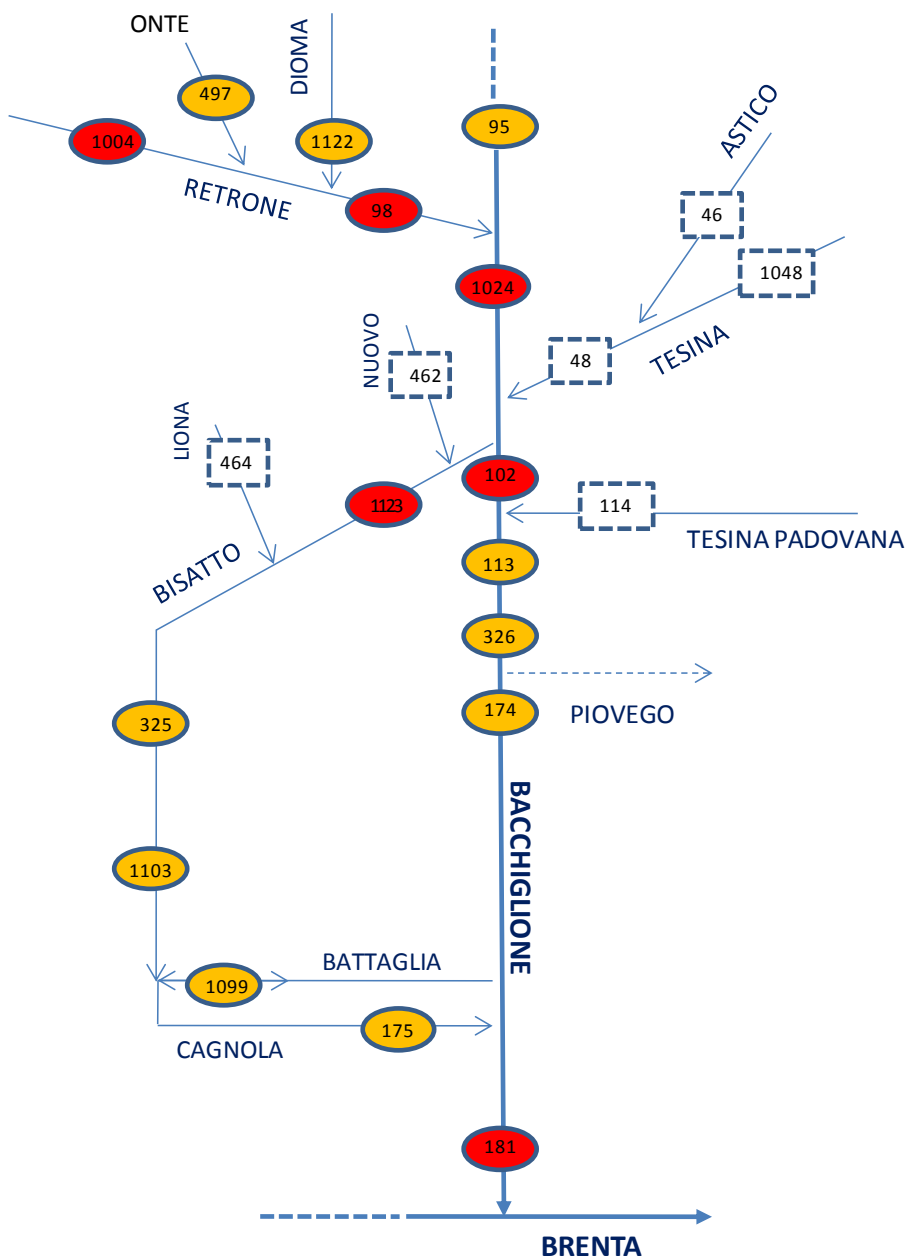 ONTE
DIOMA
497
95
ASTICO
1004
1122
RETRONE
98
46
1048
1024
NUOVO
462
48
TESINA
LIONA
464
102
1123
114
TESINA PADOVANA
BISATTO
113
326
174
PIOVEGO
325
BACCHIGLIONE
1103
BATTAGLIA
1099
175
CAGNOLA
181
BRENTA